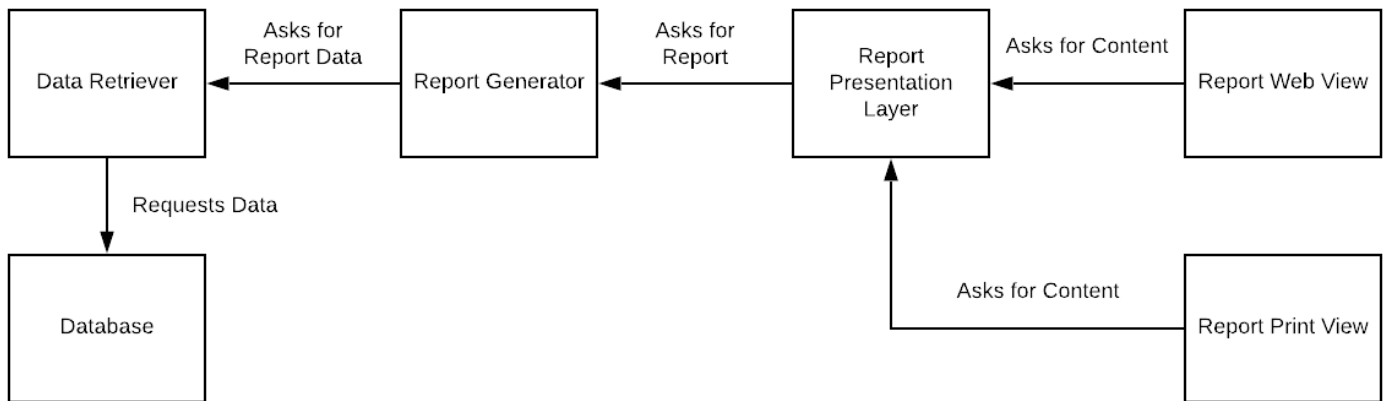 Asks for
Report Data
Asks for
Report
Asks for Content
Data Retriever
Report Generator
Report
Presentation
Layer
Report Web View
Requests Data
Asks for Content
Database
Report Print View